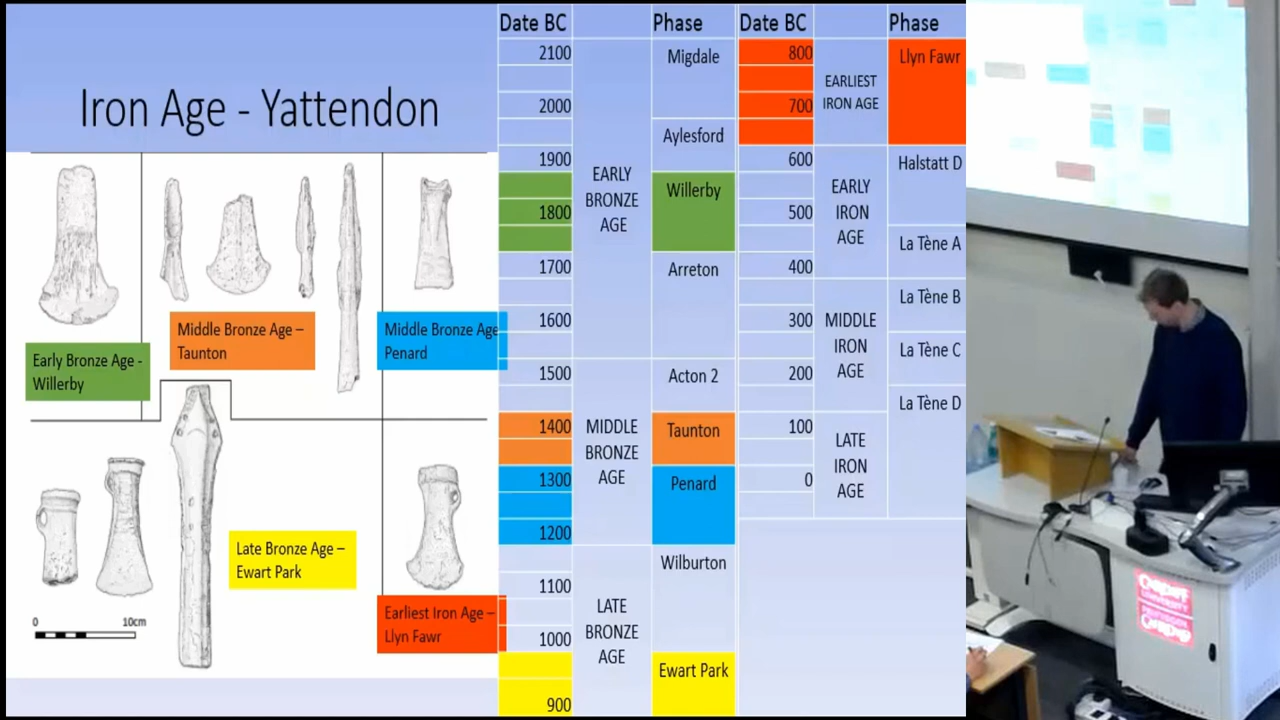 Iron Age - Yattendon
Early Bronze Age -
Willerby
Middle Bronze Age –
Taunton
Middle Bronze Age
Penard
Late Bronze Age –
Ewart Park
Earliest Iron Age –
Llyn Fawr
0 10cm
Date BC
Phase
Date BC
Phase
2100
2000
1900
1800
1700
1600
1500
1400
1300
1200
1100
1000
900
EARLY
BRONZE
AGE
MIDDLE
BRONZE
AGE
LATE
BRONZE
AGE
Migdale
Aylesford
Willerby
Arreton
Acton 2
Taunton
Penard
Wilburton
Ewart Park
800
700
600
500
400
300
200
100
0
EARLIEST
IRON AGE
EARLY
IRON
AGE
MIDDLE
IRON
AGE
LATE
IRON
AGE
Llyn Fawr
Halstatt D
La Tène A
La Tène B
La Tène C
La Tène D
CARDIFF
UNIVERSITY
PRIFYSGOL
CAERDYDD